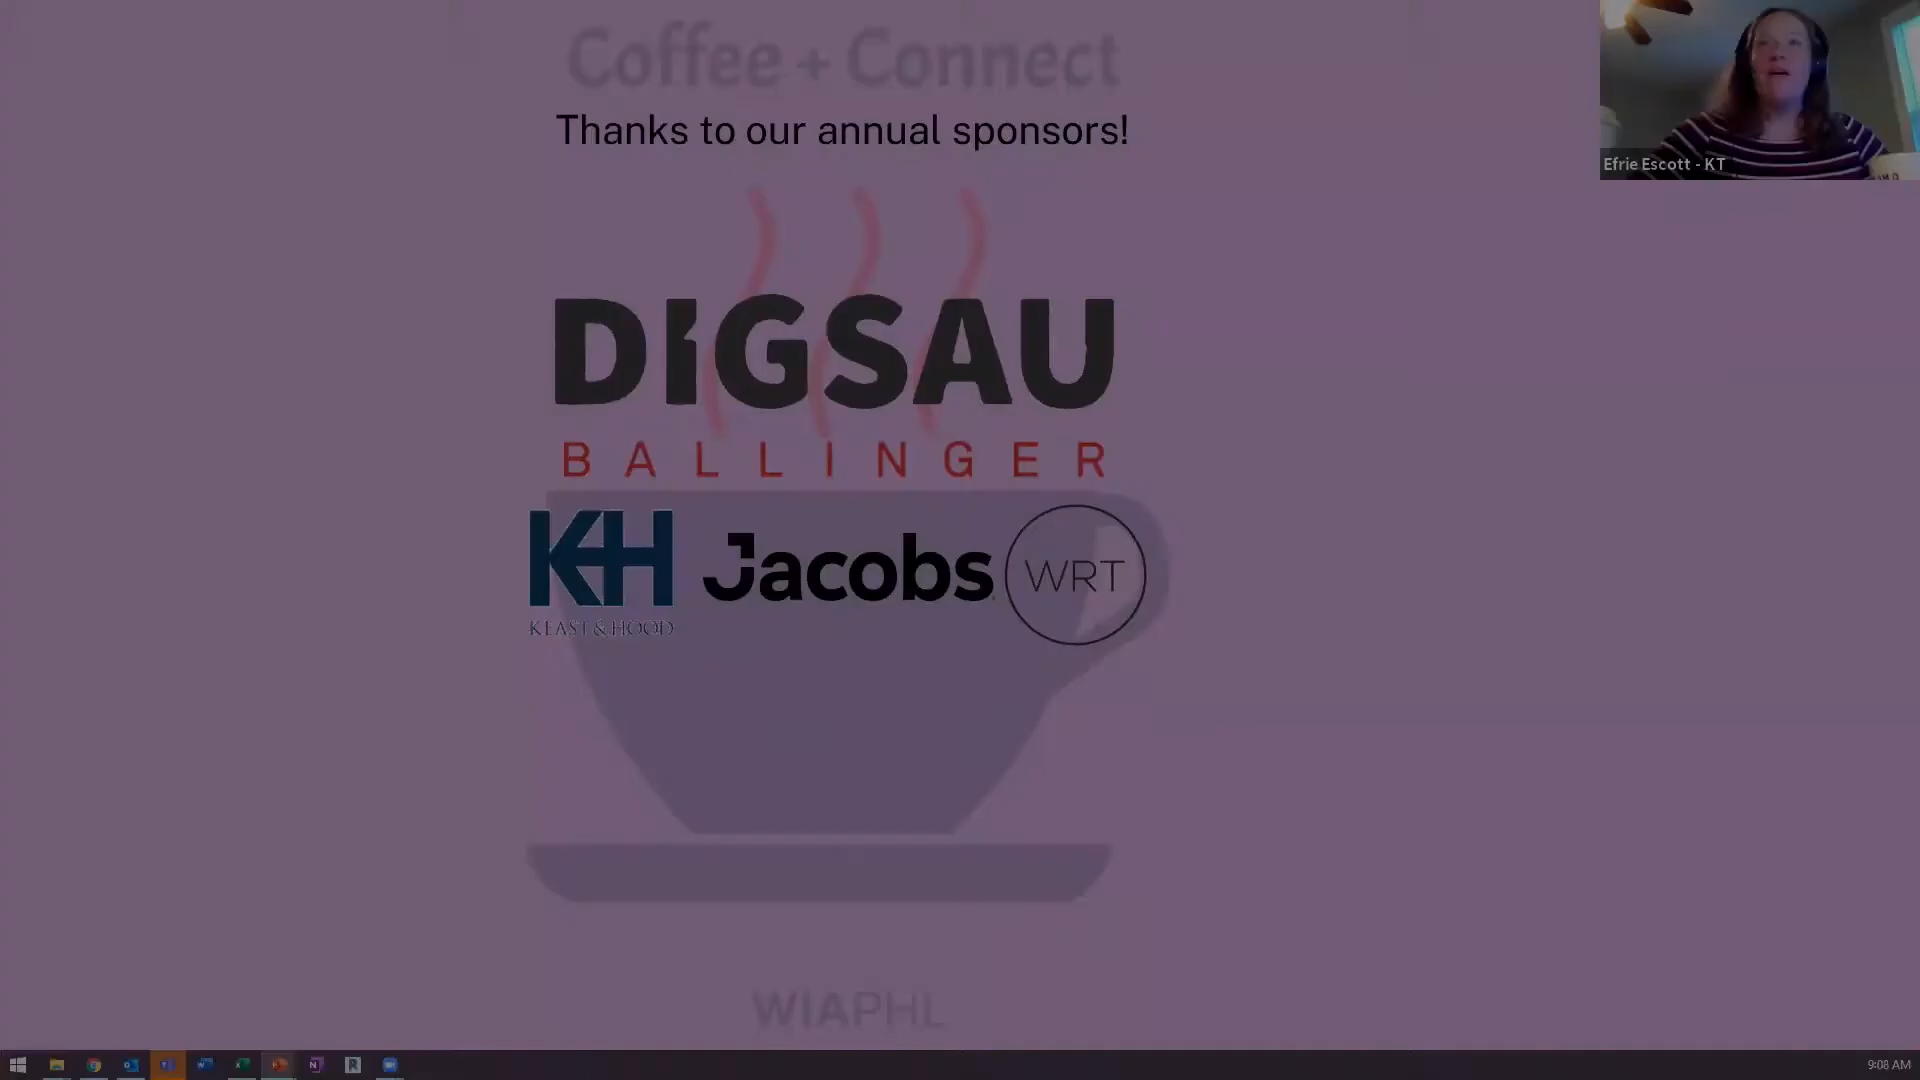 Coffee + Connect
Thanks to our annual sponsors!
DIGSAU
BALLINGER
KH
KEAST & HOOD
Jacobs
WRT
WIAPHL
Efrie Escott - KT
9:08 AM